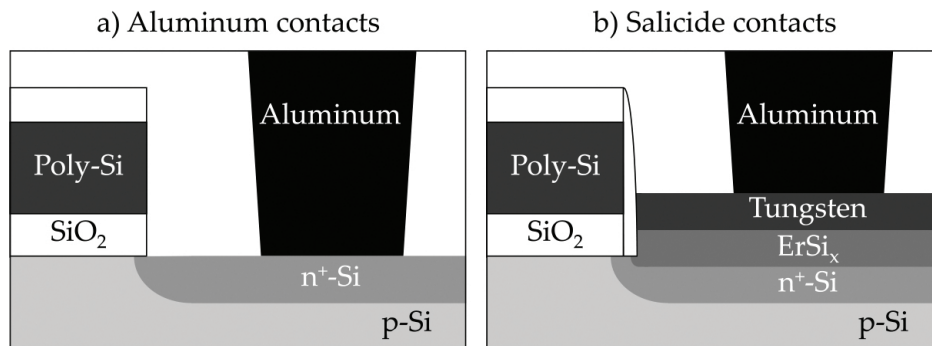 a) Aluminum contacts
Aluminum
Poly-Si
SiO₂
n⁺-Si
p-Si
b) Salicide contacts
Aluminum
Poly-Si
Tungsten
SiO₂
ErSiₓ
n⁺-Si
p-Si